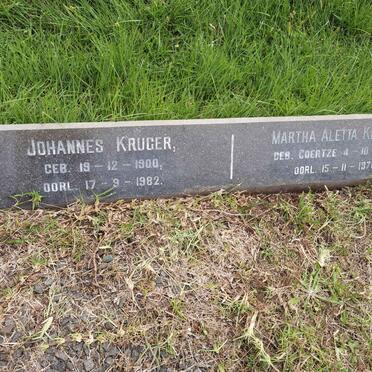 JOHANNES KRUGER,
GEB. 19-12-1900,
OORL. 17-9-1982.
MARTHA ALETTA
GEB. COERTZE 4-10
OORL. 15-11-